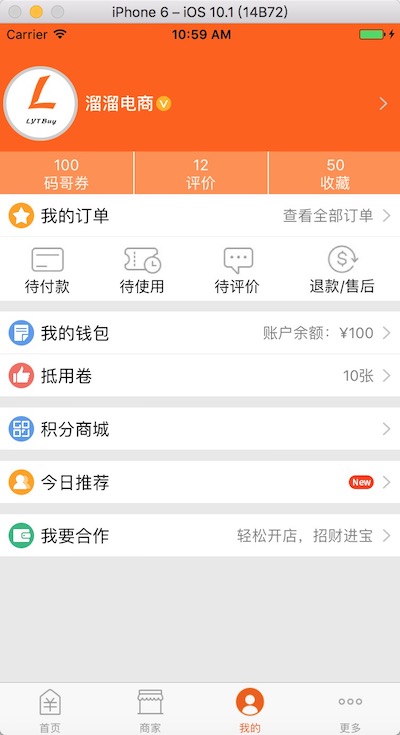 iPhone 6 – iOS 10.1 (14B72)
Carrier 10:59 AM
L
LYTBuy
溜溜电商 V
100 12 50
码哥券 评价 收藏
我的订单 查看全部订单
待付款 待使用 待评价 退款/售后
我的钱包 账户余额：¥100
抵用卷 10张
积分商城
今日推荐 New
我要合作 轻松开店，招财进宝
首页 商家 我的 更多